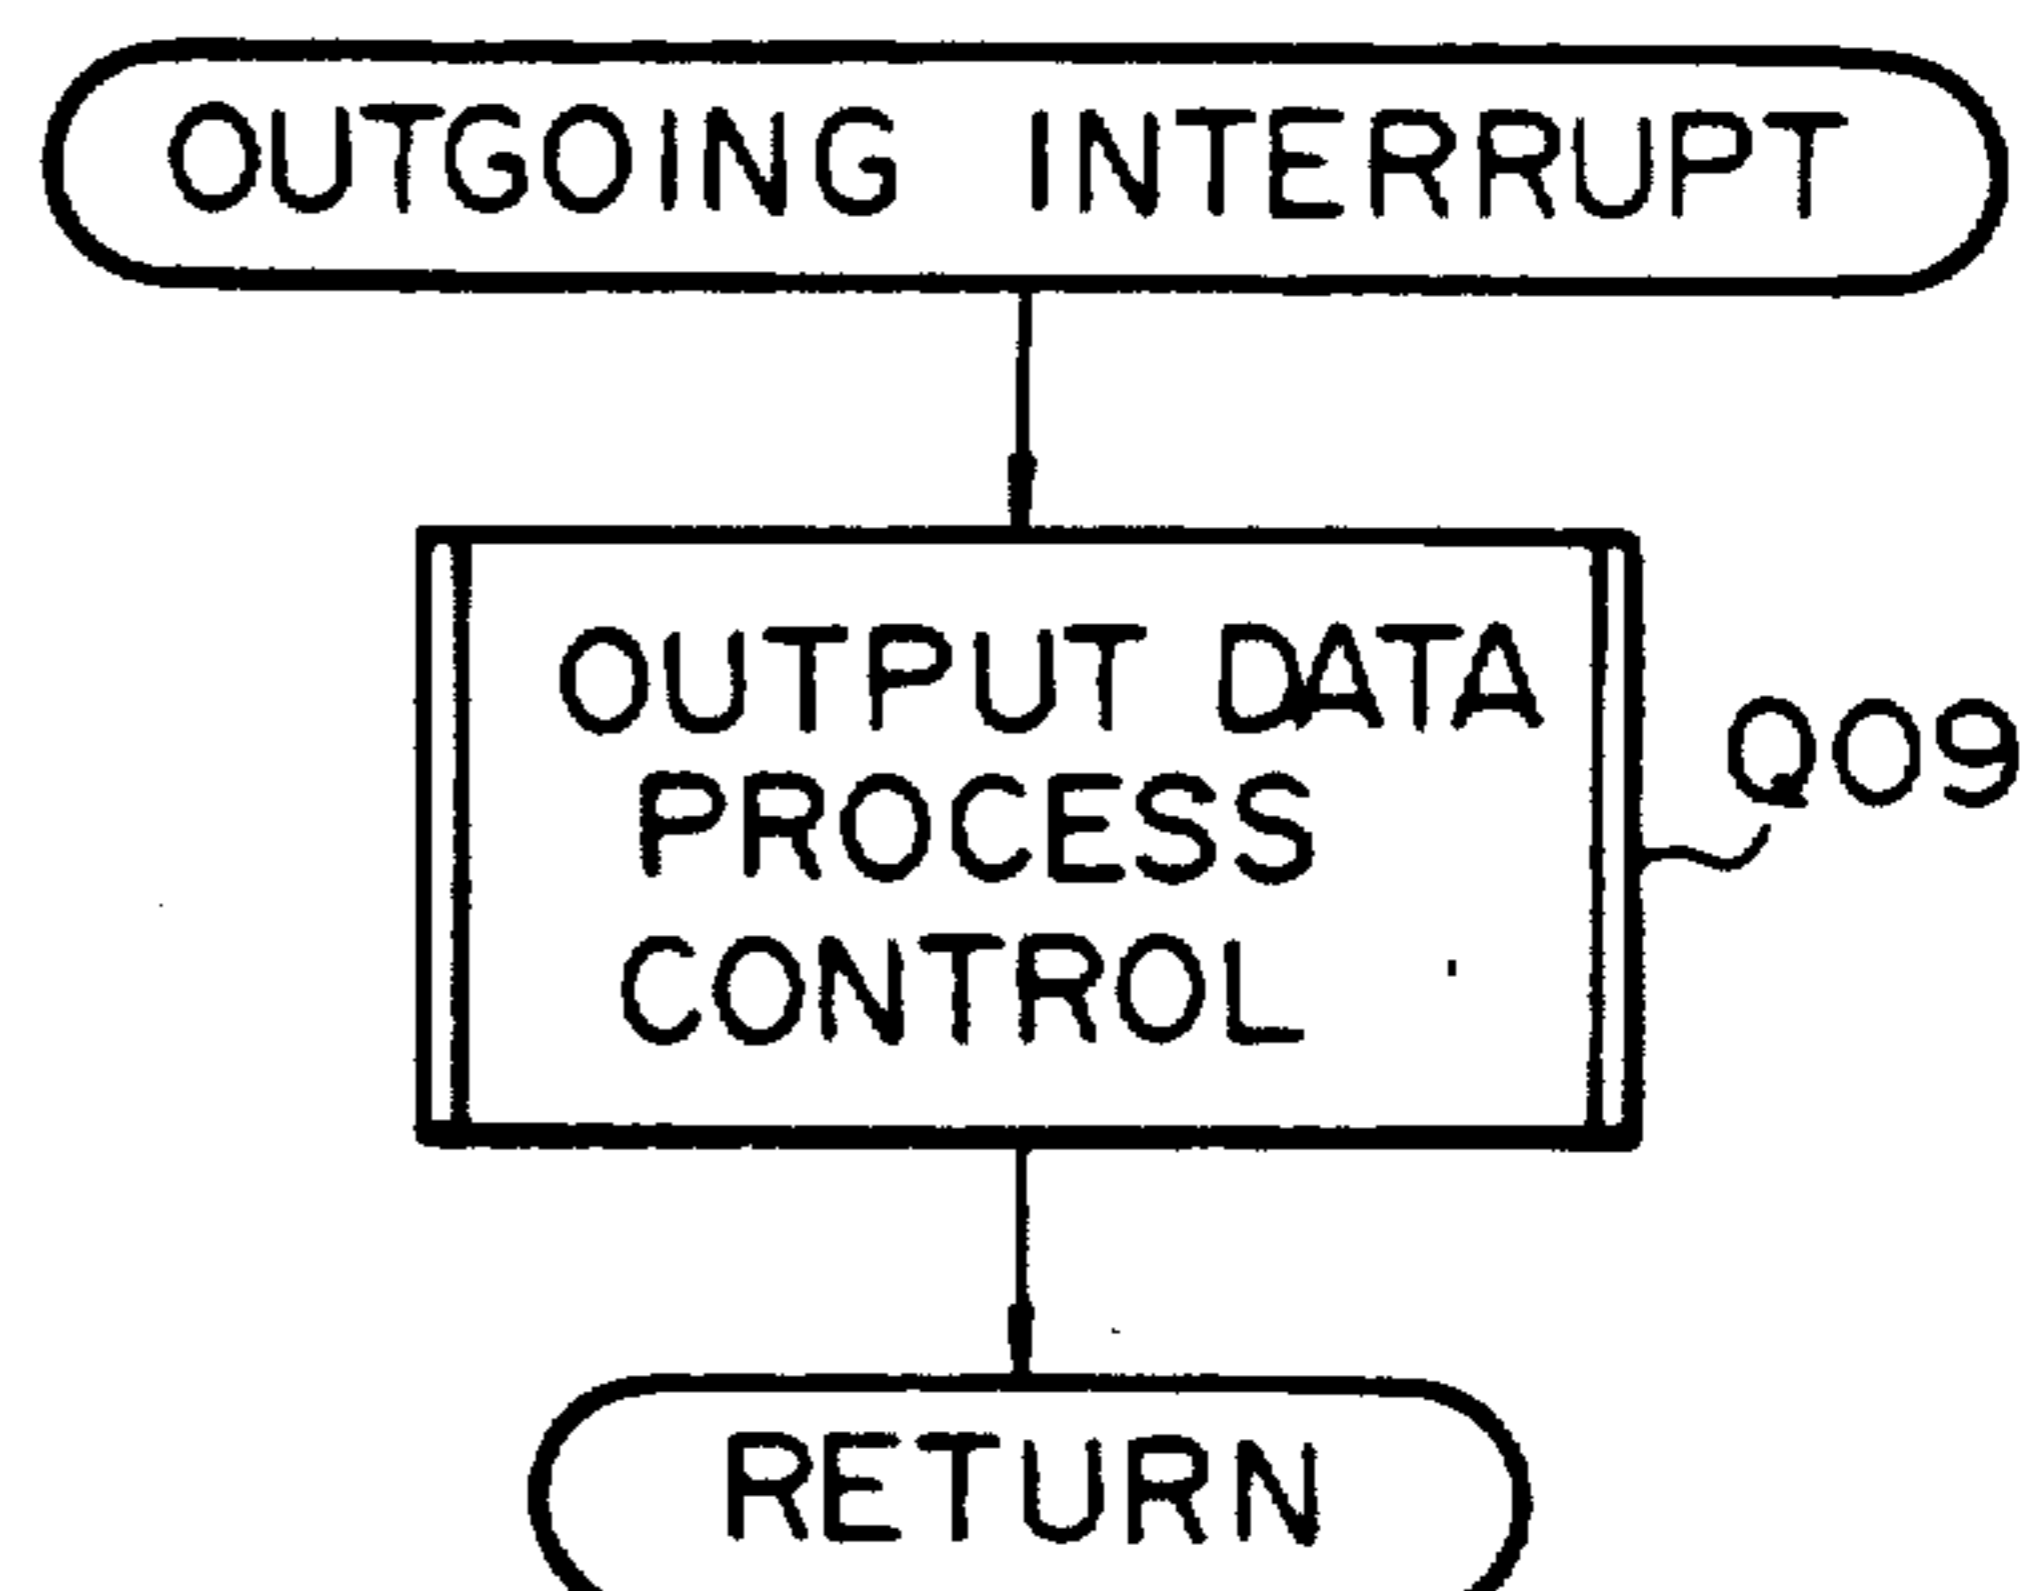 OUTGOING INTERRUPT
OUTPUT DATA
PROCESS
CONTROL
Q09
RETURN